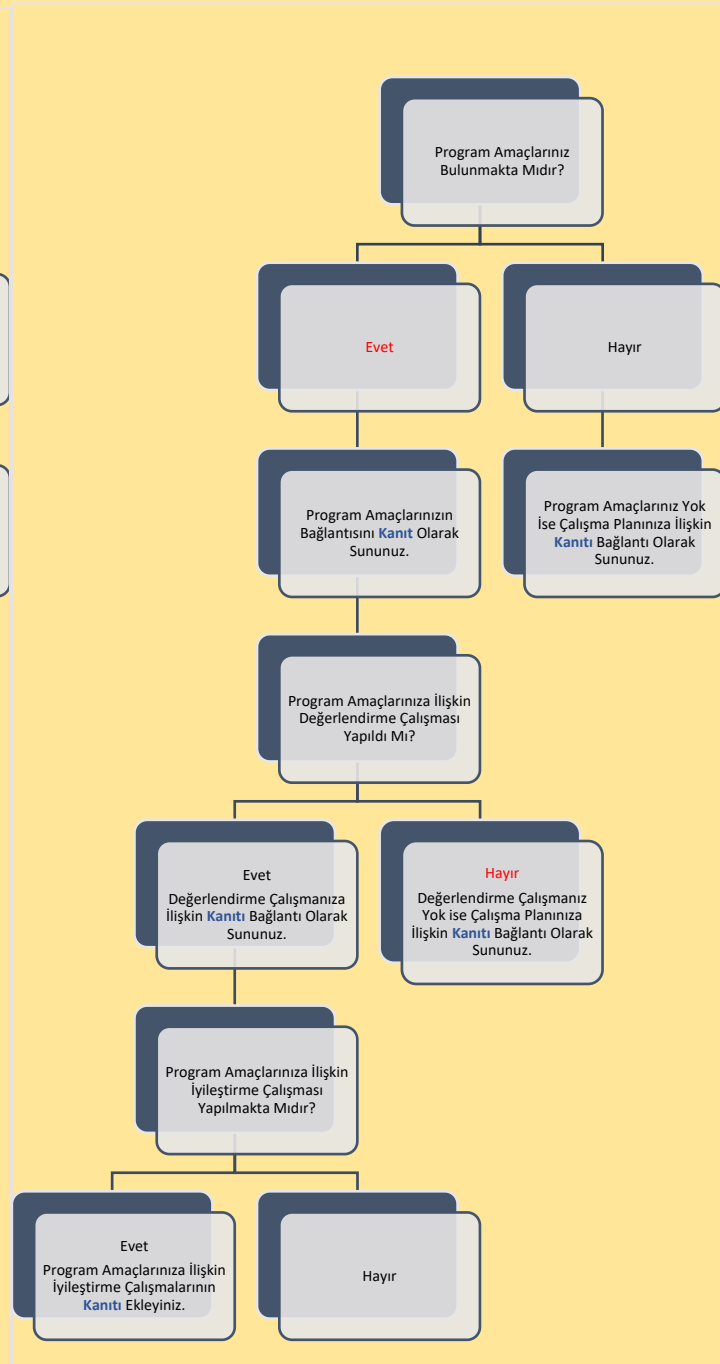 Program Amaçlarınız
Bulunmakta Mıdır?
Evet
Hayır
Program Amaçlarınızın
Bağlantısını Kanıt Olarak
Sununuz.
Program Amaçlarınız Yok
İse Çalışma Planınıza İlişkin
Kanıtı Bağlantı Olarak
Sununuz.
Program Amaçlarınıza İlişkin
Değerlendirme Çalışması
Yapıldı Mı?
Evet
Değerlendirme Çalışmanıza
İlişkin Kanıtı Bağlantı Olarak
Sununuz.
Hayır
Değerlendirme Çalışmanız
Yok ise Çalışma Planınıza
İlişkin Kanıtı Bağlantı Olarak
Sununuz.
Program Amaçlarınıza İlişkin
İyileştirme Çalışması
Yapılmakta Mıdır?
Evet
Program Amaçlarınıza İlişkin
İyileştirme Çalışmalarının
Kanıtı Ekleyiniz.
Hayır